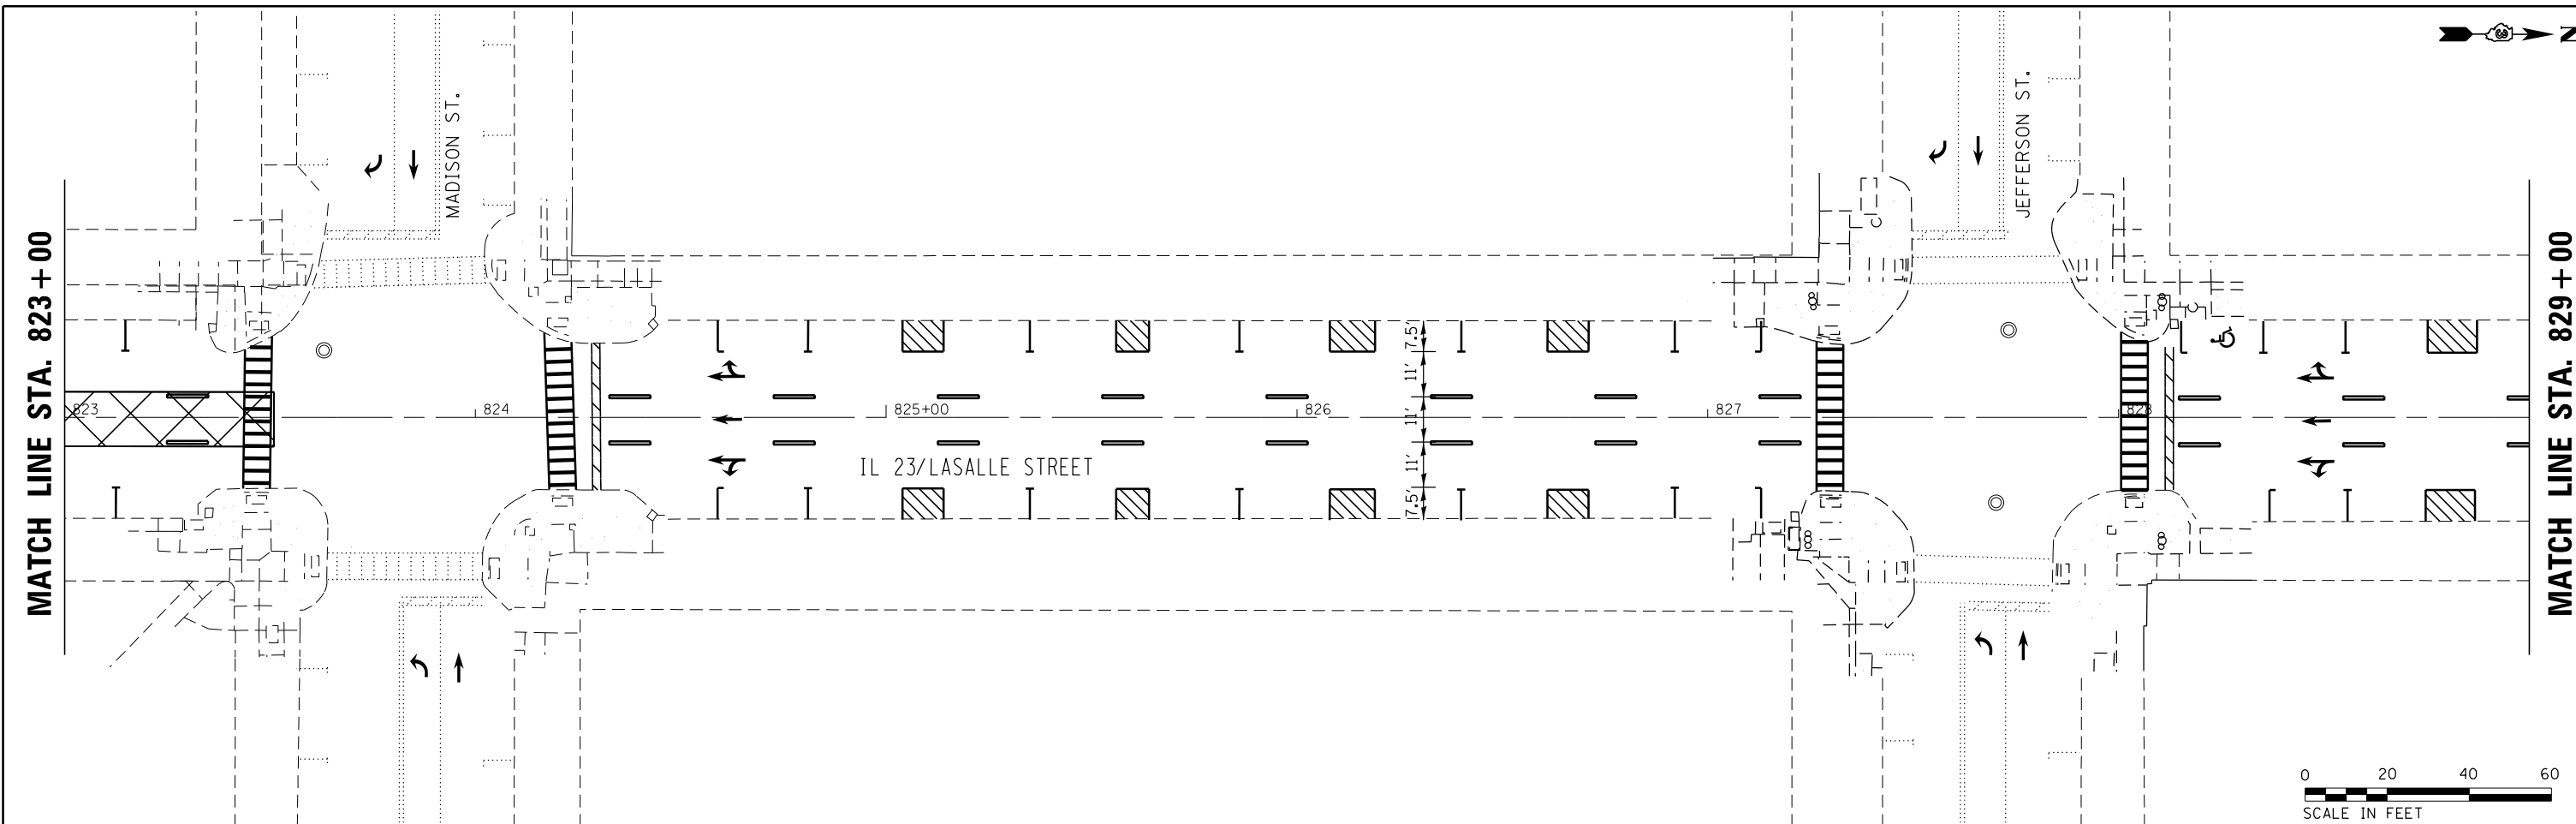 N
3
MADISON ST.
JEFFERSON ST.
MATCH LINE STA. 823+00
MATCH LINE STA. 829+00
7.5'
11'
823
824
825+00
826
827
828
11'
11'
IL 23/LASALLE STREET
7.5'
0 20 40 60
SCALE IN FEET